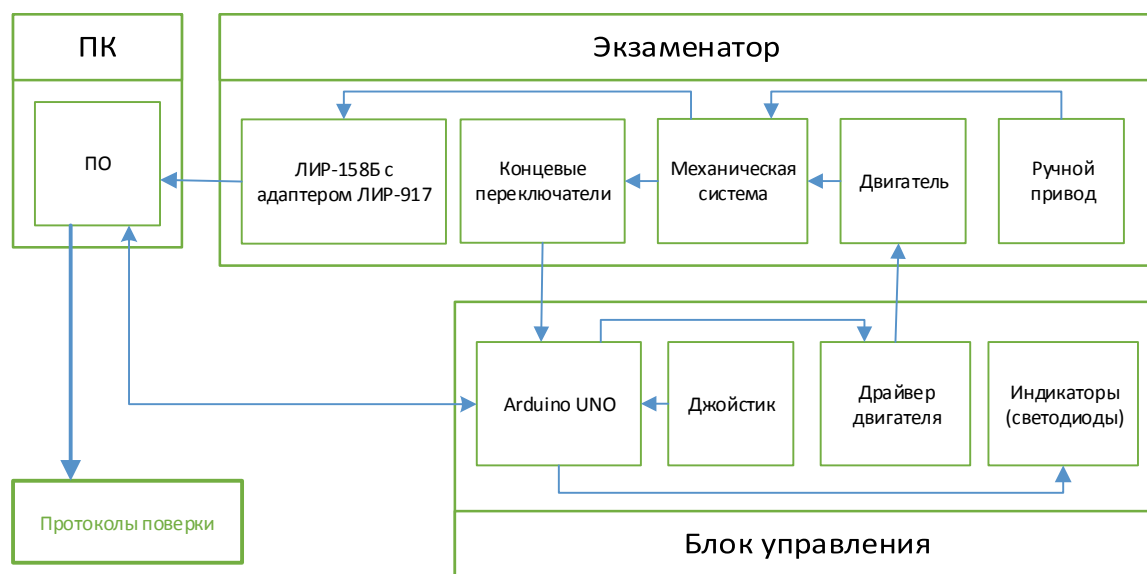 ПК
Экзаменатор
ПО
ЛИР-158Б с
адаптером ЛИР-917
Концевые
переключатели
Механическая
система
Двигатель
Ручной
привод
Arduino UNO
Джойстик
Драйвер
двигателя
Индикаторы
(светодиоды)
Протоколы поверки
Блок управления